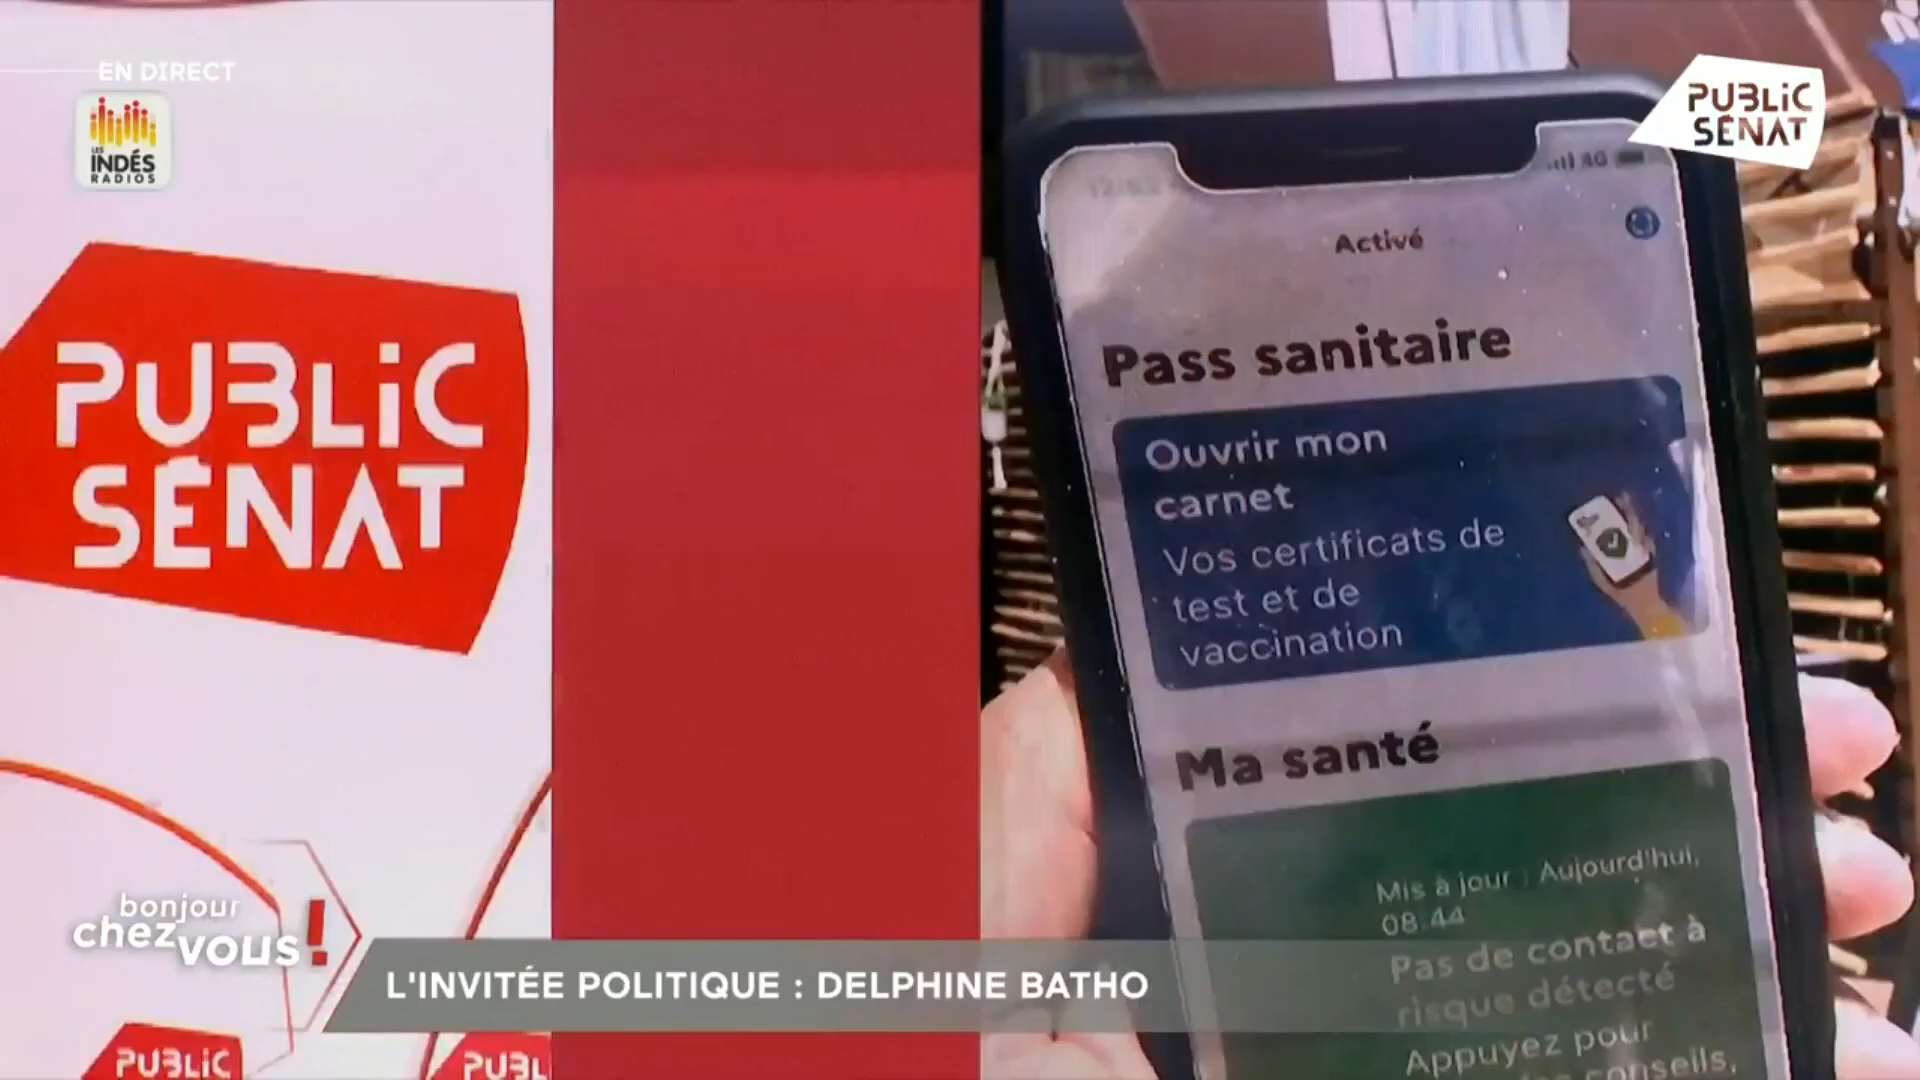 EN DIRECT
LES
INDÉS
RADIOS
PUBLiC
SÉNAT
PUBLiC
SÉNAT
4G
Activé
Pass sanitaire
Ouvrir mon
carnet
Vos certificats de
test et de
vaccination
Ma santé
Mis à jour : Aujourd'hui,
08:44
Pas de contact à
risque détecté
Appuyez pour
conseils,
bonjour
chez
vous !
L'INVITÉE POLITIQUE : DELPHINE BATHO
PUBLiC
PUBL